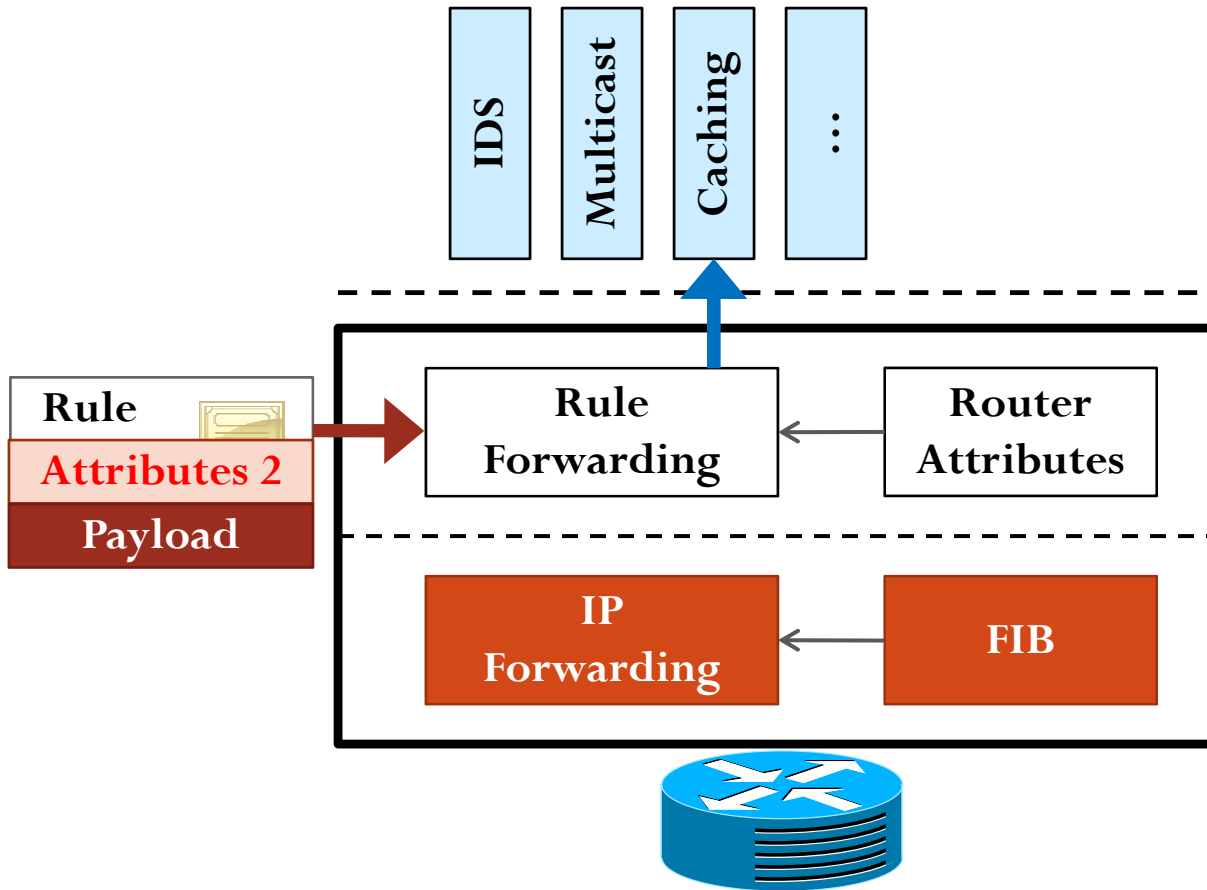 IDS
Multicast
Caching
...
Rule
Attributes 2
Payload
Rule
Forwarding
Router
Attributes
IP
Forwarding
FIB